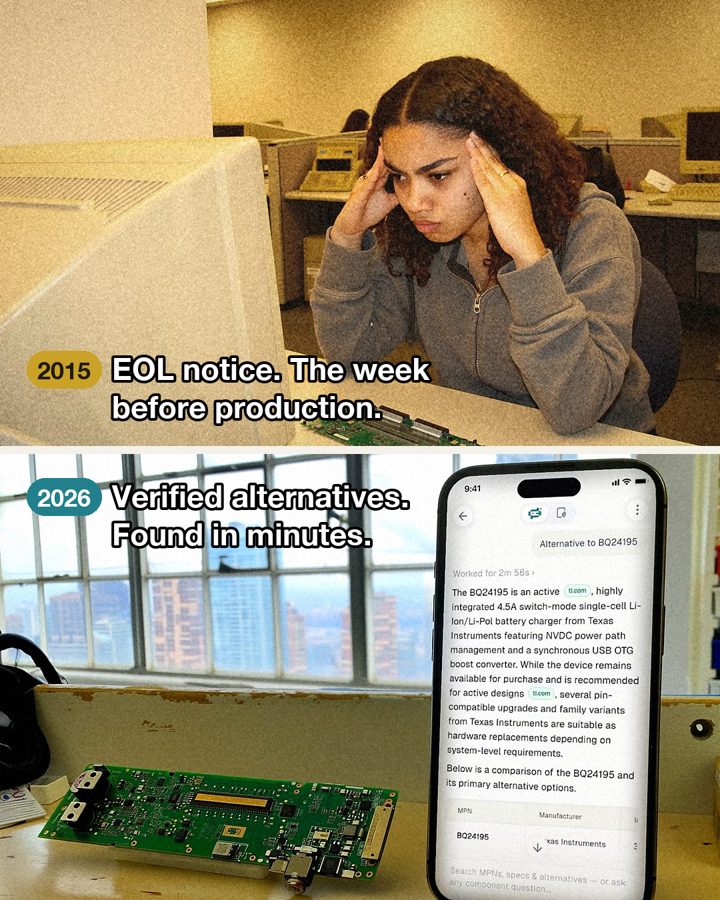 2015
EOL notice. The week
before production.
2026
Verified alternatives.
Found in minutes.
9:41
Alternative to BQ24195
Worked for 2m 56s ›
The BQ24195 is an active ti.com, highly
integrated 4.5A switch-mode single-cell Li-
Ion/Li-Pol battery charger from Texas
Instruments featuring NVDC power path
management and a synchronous USB OTG
boost converter. While the device remains
available for purchase and is recommended
for active designs ti.com, several pin-
compatible upgrades and family variants
from Texas Instruments are suitable as
hardware replacements depending on
system-level requirements.
Below is a comparison of the BQ24195 and
its primary alternative options.
MPN Manufacturer
BQ24195 xas Instruments
Search MPNs, specs & alternatives — or ask
any component question...